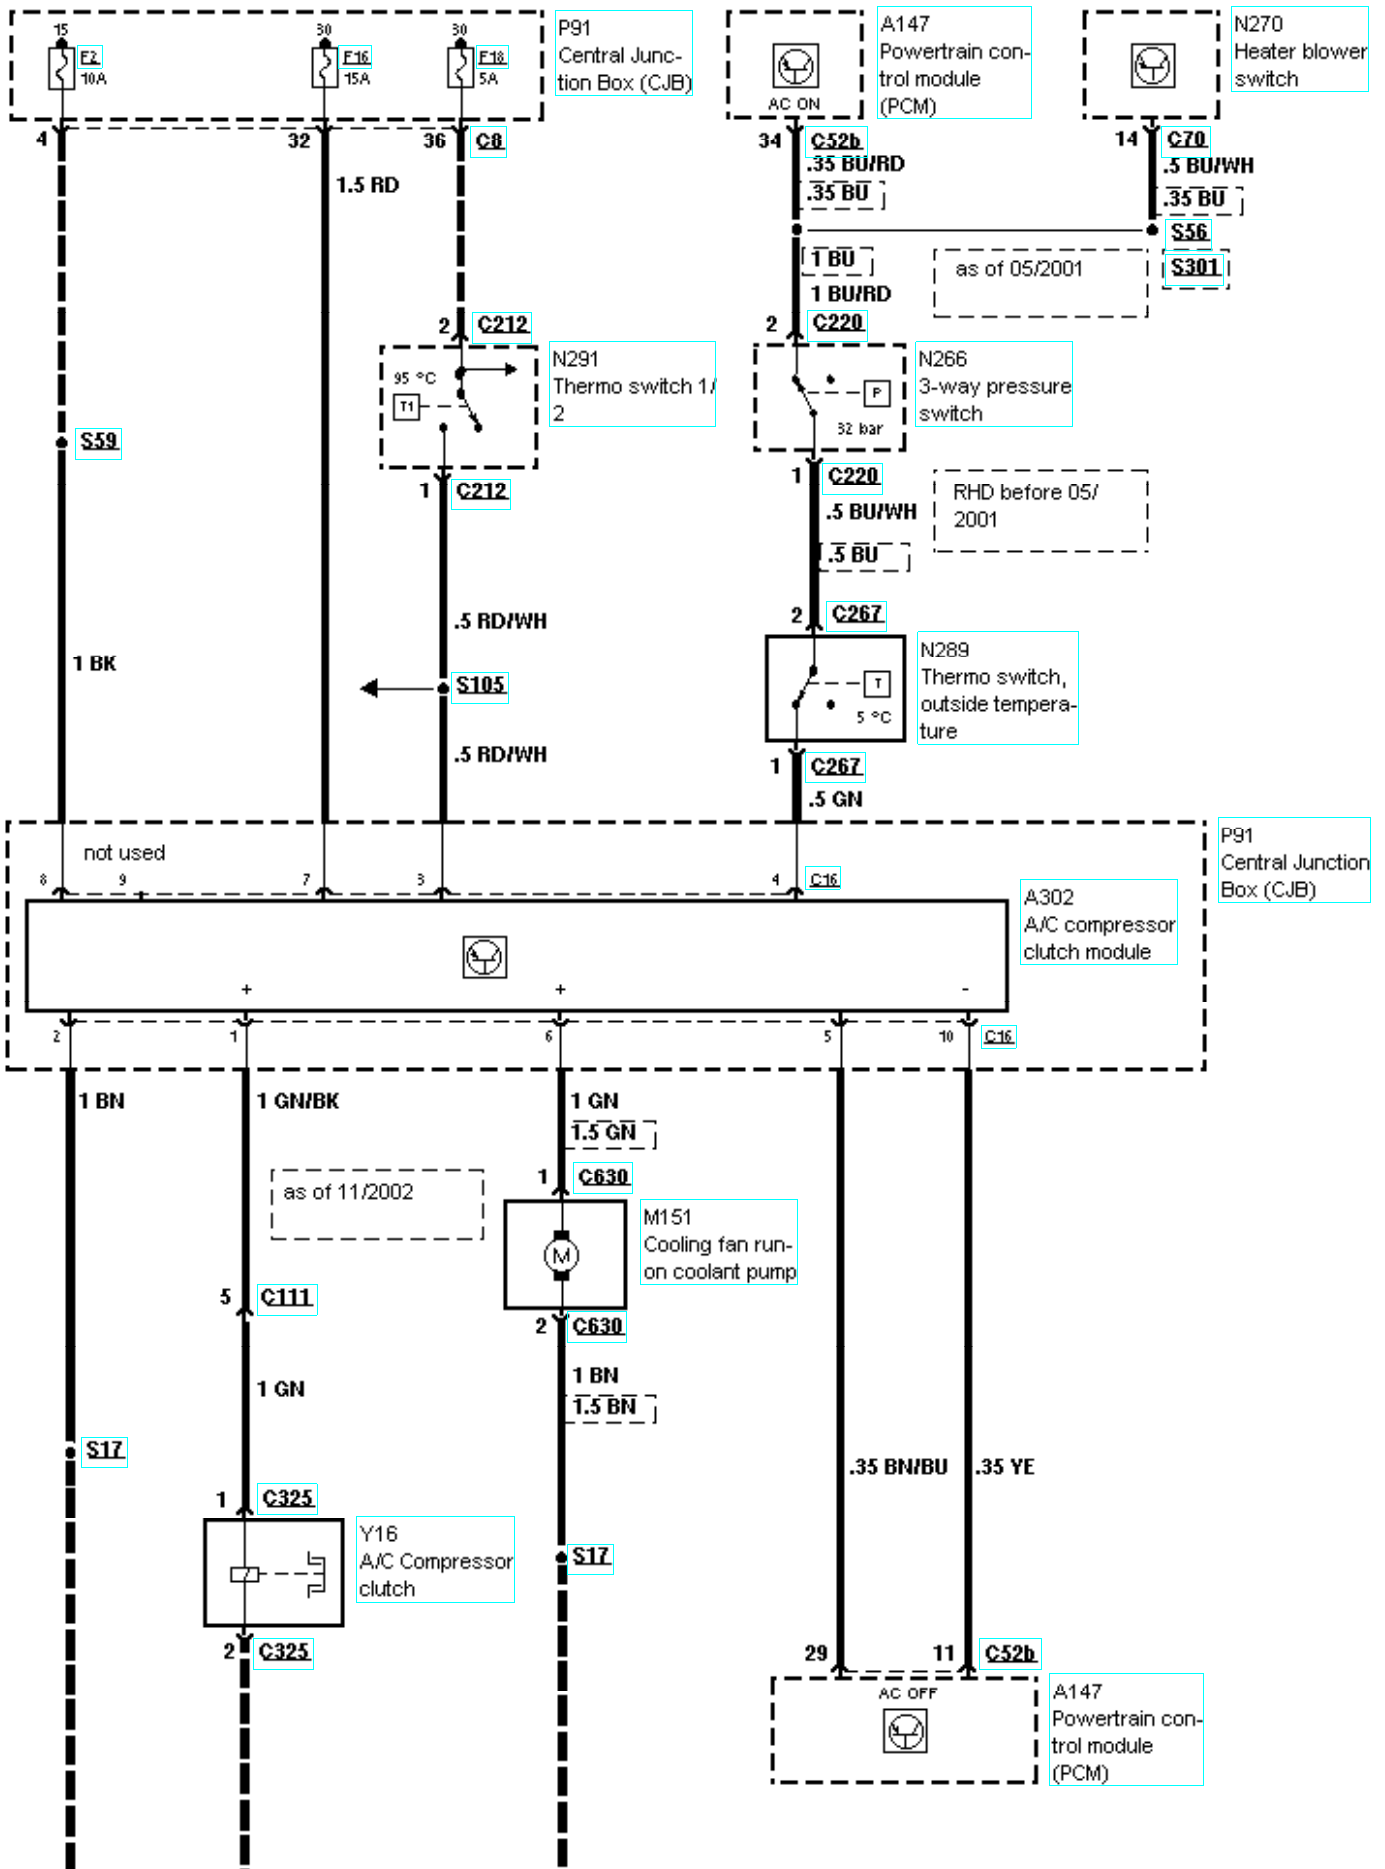 15
F2
10A
30
F16
15A
30
F18
5A
P91
Central Junc-
tion Box (CJB)
AC ON
A147
Powertrain con-
trol module
(PCM)
N270
Heater blower
switch
4
32
36
C8
34
C52b
14
C70
.35 BU/RD
.35 BU
.5 BU/WH
.35 BU
1.5 RD
S56
S301
1 BU
1 BU/RD
as of 05/2001
2
C212
2
C220
95 °C
T1
N291
Thermo switch 1/
2
P
32 bar
N266
3-way pressure
switch
S59
1
C212
1
C220
.5 BU/WH
.5 BU
RHD before 05/
2001
.5 RD/WH
2
C267
1 BK
S105
T
5 °C
N289
Thermo switch,
outside tempera-
ture
.5 RD/WH
1
C267
.5 GN
not used
8
9
7
3
4
C16
P91
Central Junction
Box (CJB)
A302
A/C compressor
clutch module
+
+
-
2
1
6
5
10
C16
1 BN
1 GN/BK
1 GN
1.5 GN
as of 11/2002
1
C630
M
M151
Cooling fan run-
on coolant pump
5
C111
2
C630
1 GN
1 BN
1.5 BN
S17
.35 BN/BU
.35 YE
1
C325
Y16
A/C Compressor
clutch
S17
2
C325
29
11
C52b
AC OFF
A147
Powertrain con-
trol module
(PCM)